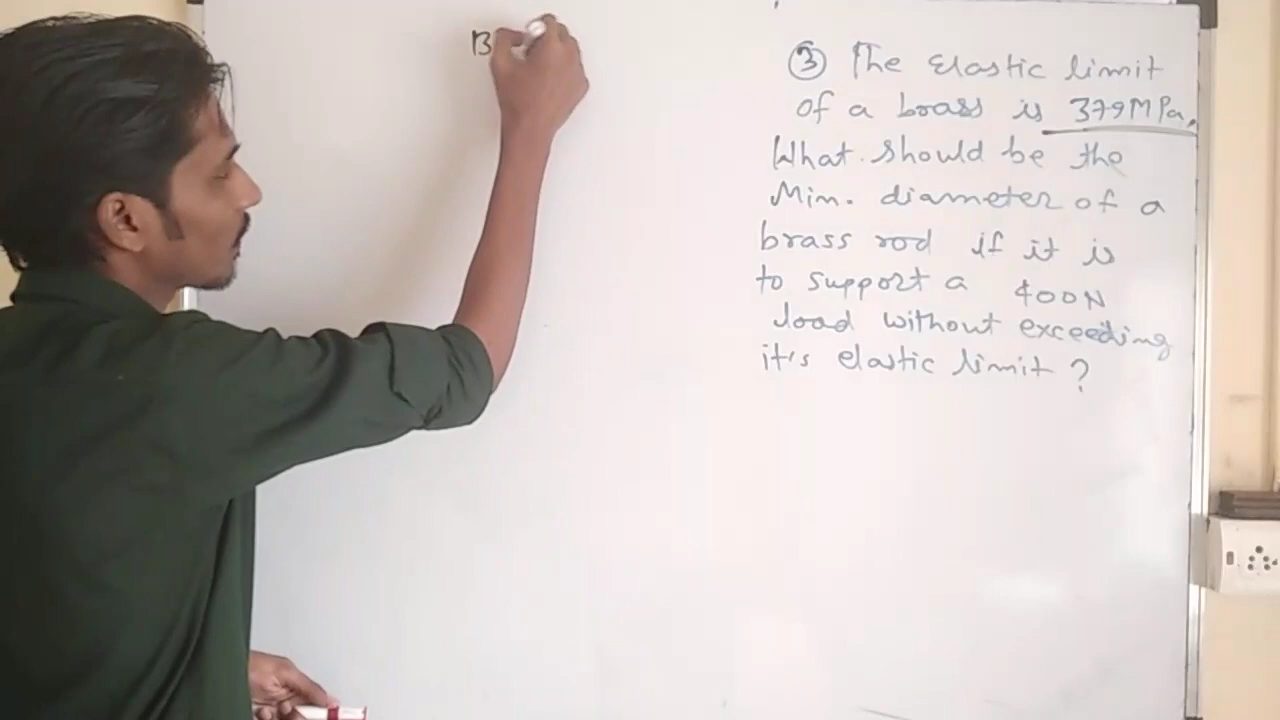 B
③ The Elastic limit
of a brass is 379MPa.
What should be the
Min. diameter of a
brass rod if it is
to support a 400N
load without exceeding
it's elastic limit ?